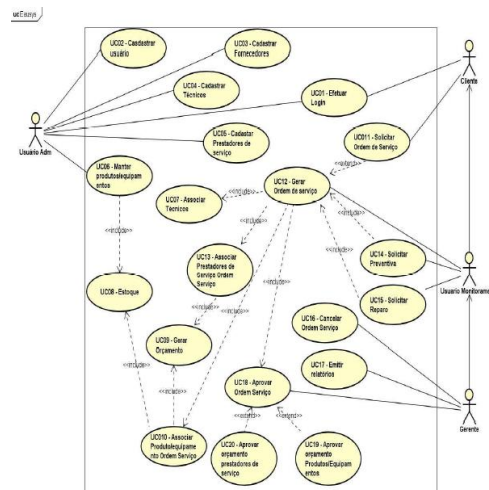 uc Easys
UC02 - Casdastrar
usuário
UC03 - Cadastrar
Fornecedores
UC04 - Cadastrar
Técnicos
UC01 - Efetuar
Login
Cliente
UC05 - Cadastar
Prestadores de
serviço
UC011 - Solicitar
Ordem de Serviço
Usuário Adm
UC06 - Manter
produtos/equipam
entos
<<extend>>
UC07 - Associar
Técnicos
<<include>>
UC12 - Gerar
Ordem de serviço
<<include>>
<<include>>
<<include>>
UC13 - Associar
Prestadores de
Serviço Ordem
Serviço
<<include>>
UC14 - Solicitar
Preventiva
UC08 - Estoque
<<include>>
<<include>>
UC15 - Solicitar
Reparo
UC16 - Cancelar
Ordem Serviço
UC09 - Gerar
Orçamento
UC17 - Emitir
relatórios
<<include>>
<<include>>
UC18 - Aprovar
Ordem Serviço
Gerente
<<extend>>
<<extend>>
UC010 - Associar
Produto/equipame
nto Ordem Serviço
UC20 - Aprovar
orçamento
prestadores de
serviço
UC19 - Aprovar
orçamento
Produtos/Equipam
entos